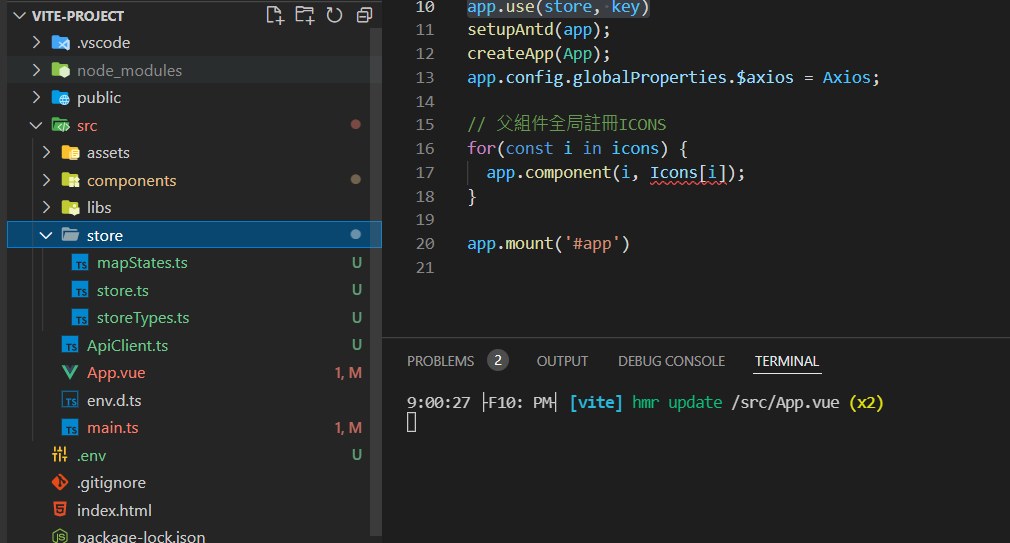 VITE-PROJECT
.vscode
node_modules
public
src
assets
components
libs
store
mapStates.ts U
store.ts U
storeTypes.ts U
ApiClient.ts U
App.vue 1, M
env.d.ts
main.ts 1, M
.env U
.gitignore
index.html
package-lock.json
10 app.use(store, key)
11 setupAntd(app);
12 createApp(App);
13 app.config.globalProperties.$axios = Axios;
14
15 // 父組件全局註冊ICONS
16 for(const i in icons) {
17 app.component(i, Icons[i]);
18 }
19
20 app.mount('#app')
21
PROBLEMS 2 OUTPUT DEBUG CONSOLE TERMINAL
9:00:27 ├F10: PM┤ [vite] hmr update /src/App.vue (x2)